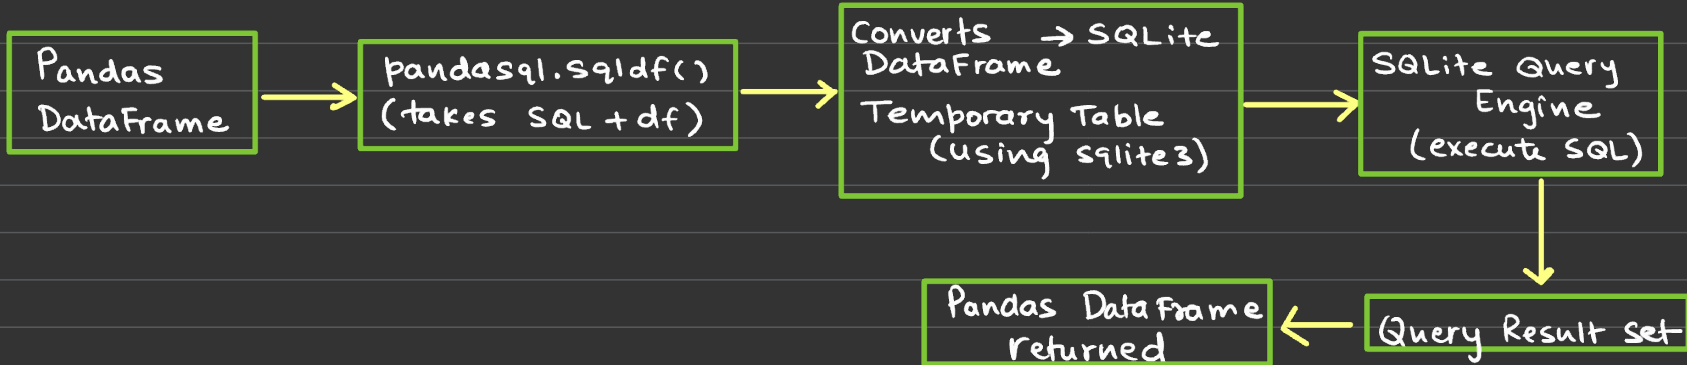 Pandas
DataFrame
pandasql.sqldf()
(takes SQL + df)
Converts → SQLite
DataFrame
Temporary Table
(using sqlite3)
SQLite Query
Engine
(execute SQL)
Query Result set
Pandas DataFrame
returned